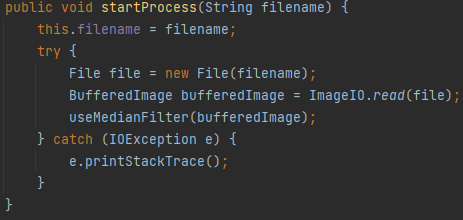 public void startProcess(String filename) {
    this.filename = filename;
    try {
        File file = new File(filename);
        BufferedImage bufferedImage = ImageIO.read(file);
        useMedianFilter(bufferedImage);
    } catch (IOException e) {
        e.printStackTrace();
    }
}